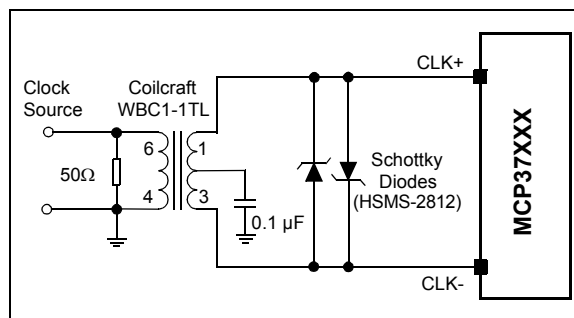 Clock
Source
Coilcraft
WBC1-1TL
50Ω
6
4
1
3
0.1 µF
CLK+
Schottky
Diodes
(HSMS-2812)
CLK-
MCP37XXX